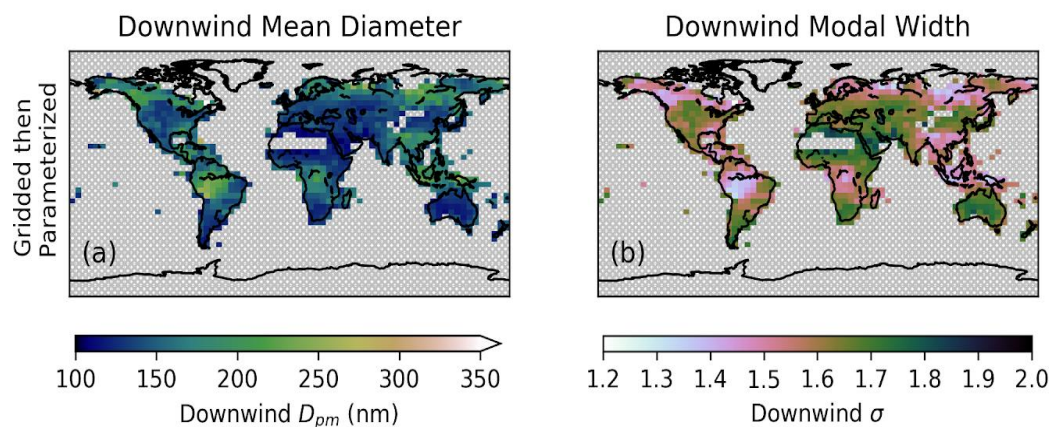 Downwind Mean Diameter
Downwind Modal Width
Gridded then
Parameterized
(a)
(b)
100 150 200 250 300 350
1.2 1.3 1.4 1.5 1.6 1.7 1.8 1.9 2.0
Downwind Dpm (nm)
Downwind σ